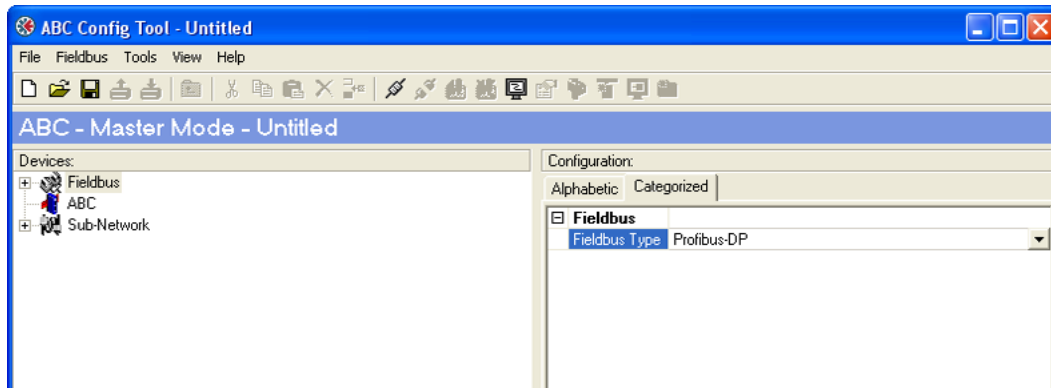 ABC Config Tool - Untitled
File Fieldbus Tools View Help
ABC - Master Mode - Untitled
Devices:
Fieldbus
ABC
Sub-Network
Configuration:
Alphabetic Categorized
Fieldbus
Fieldbus Type Profibus-DP